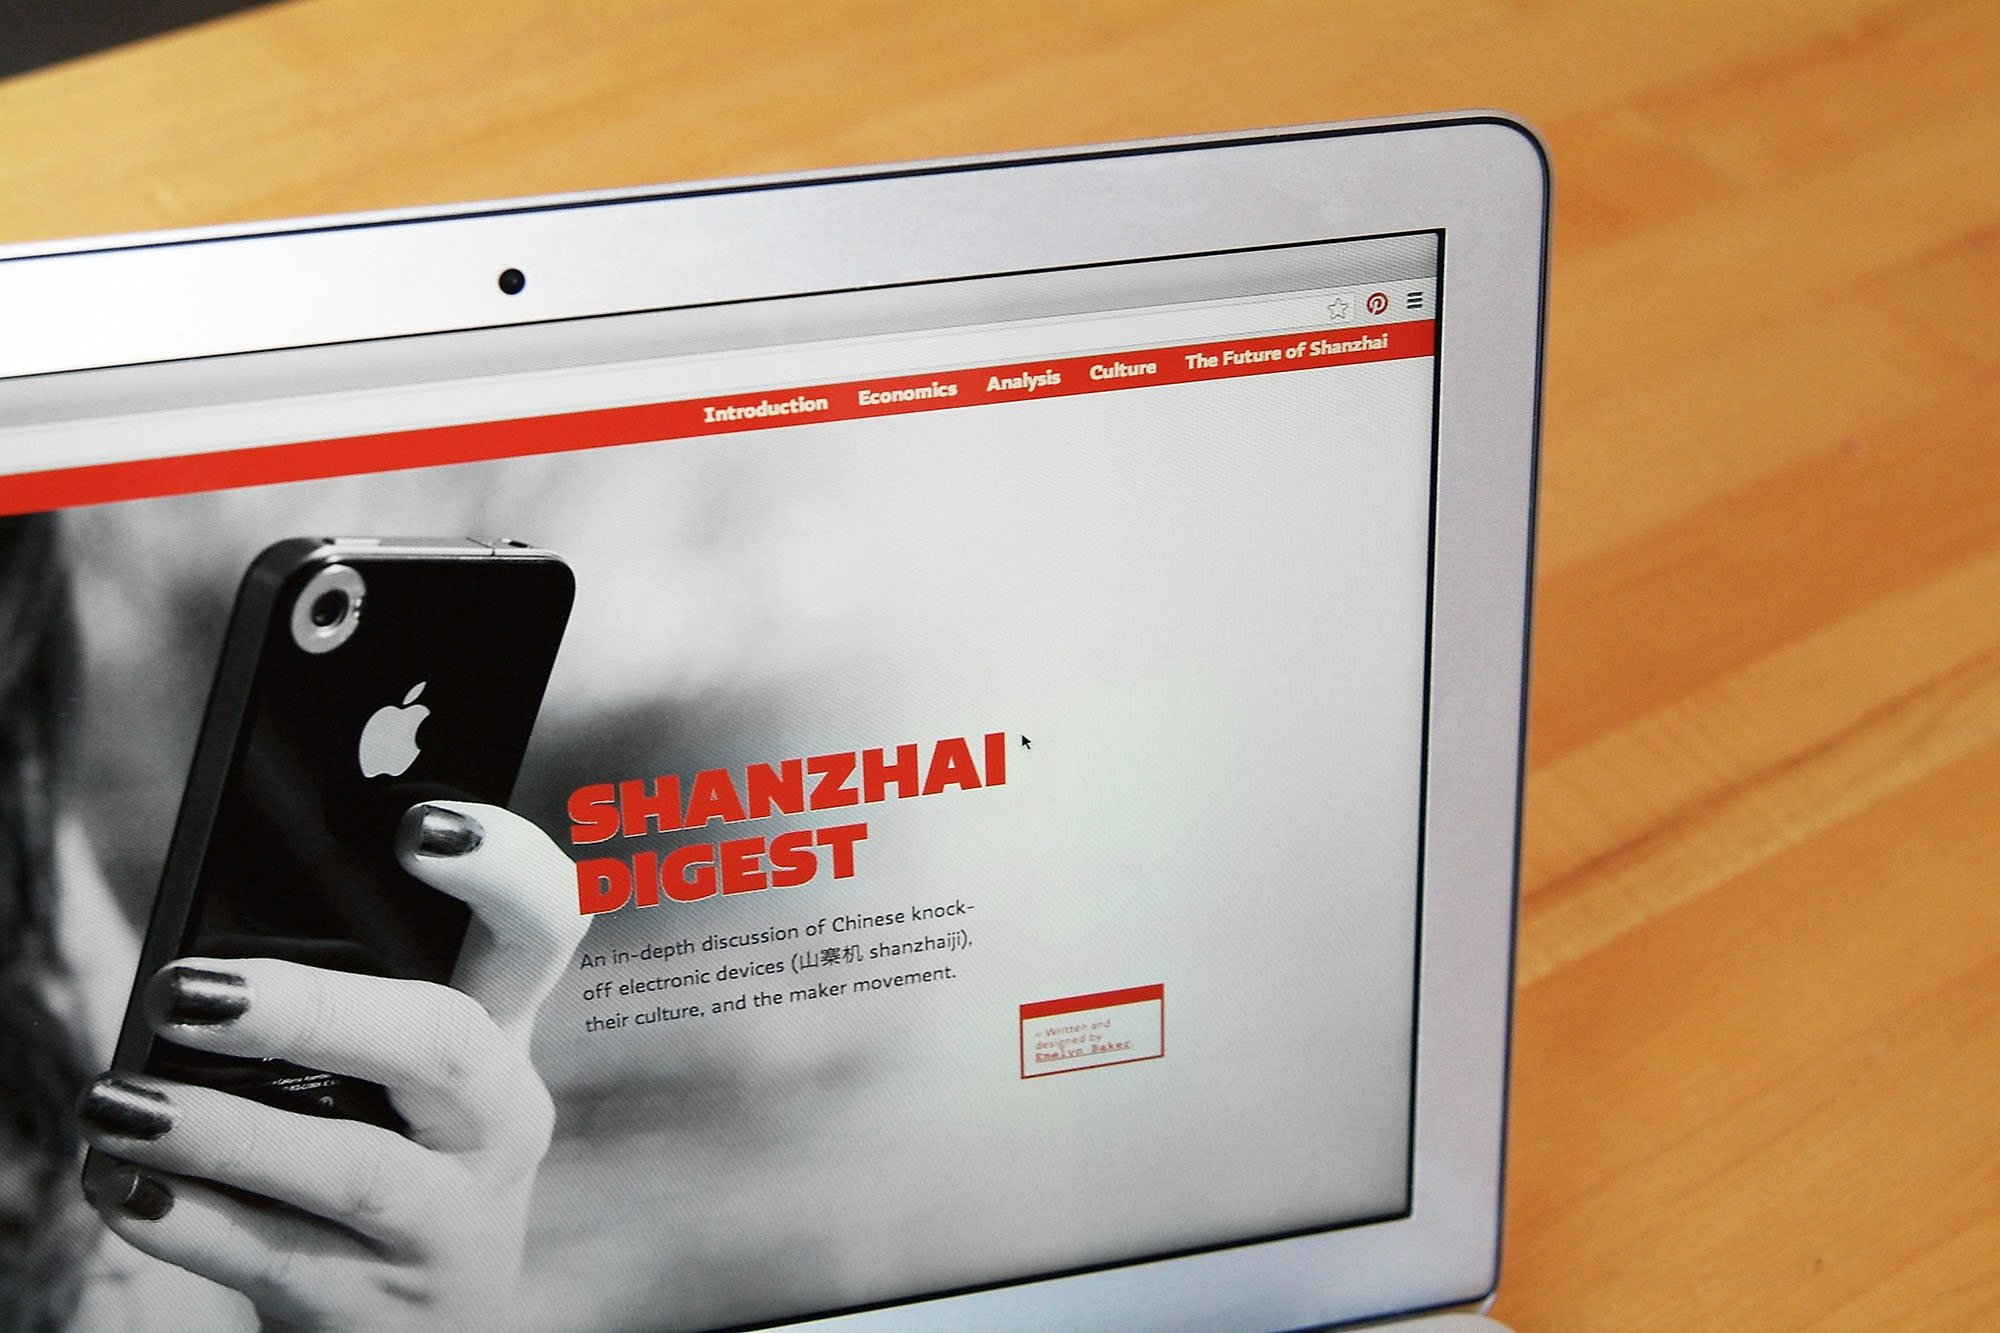 Introduction Economics Analysis Culture The Future of Shanzhai
SHANZHAI
DIGEST
An in-depth discussion of Chinese knock-
off electronic devices (山寨机 shanzhaiji),
their culture, and the maker movement.
Written and
designed by
Emelyn Baker